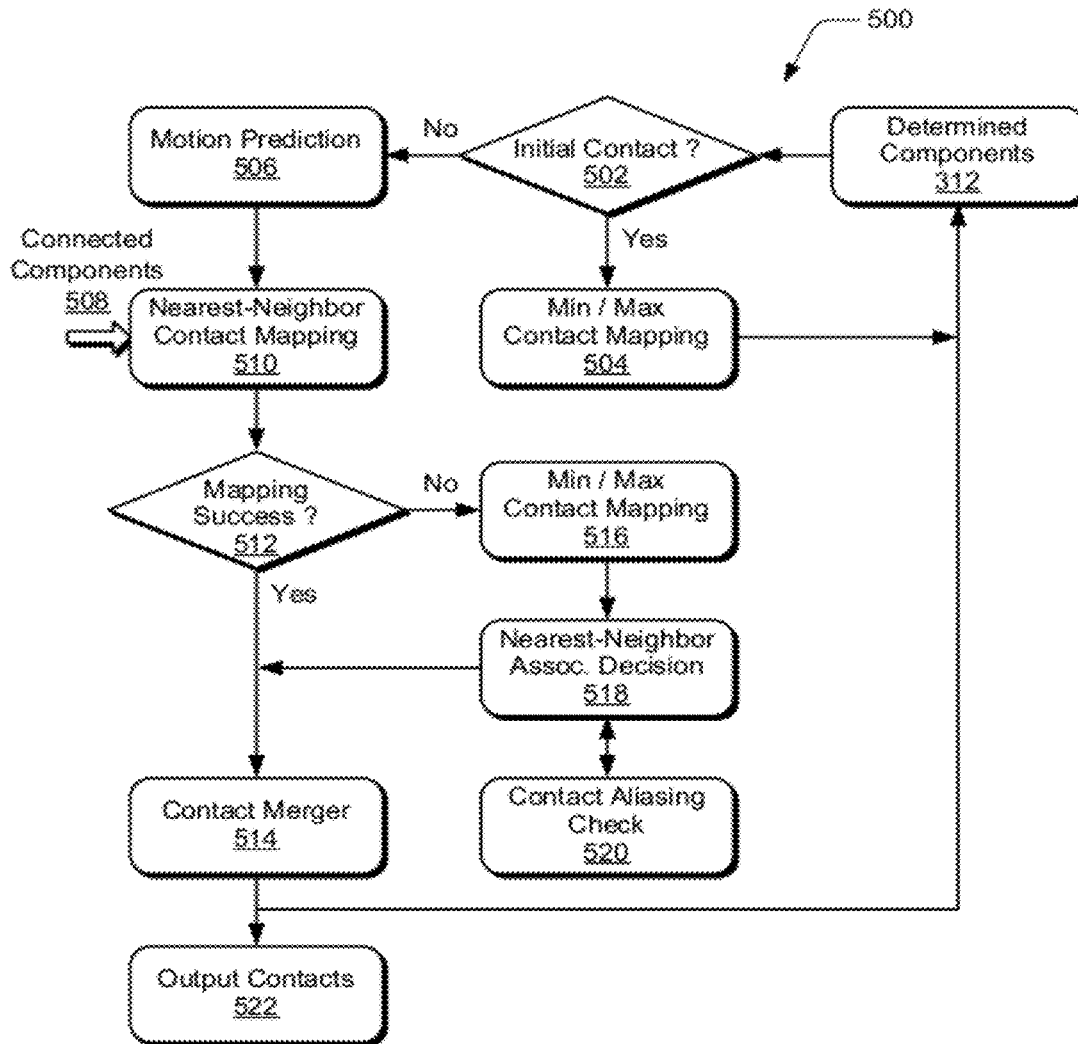 500
Determined
Components
312
Initial Contact ?
502
No
Yes
Motion Prediction
506
Connected
Components
508
Nearest-Neighbor
Contact Mapping
510
Min / Max
Contact Mapping
504
Mapping
Success ?
512
No
Yes
Min / Max
Contact Mapping
516
Nearest-Neighbor
Assoc. Decision
518
Contact Merger
514
Contact Aliasing
Check
520
Output Contacts
522